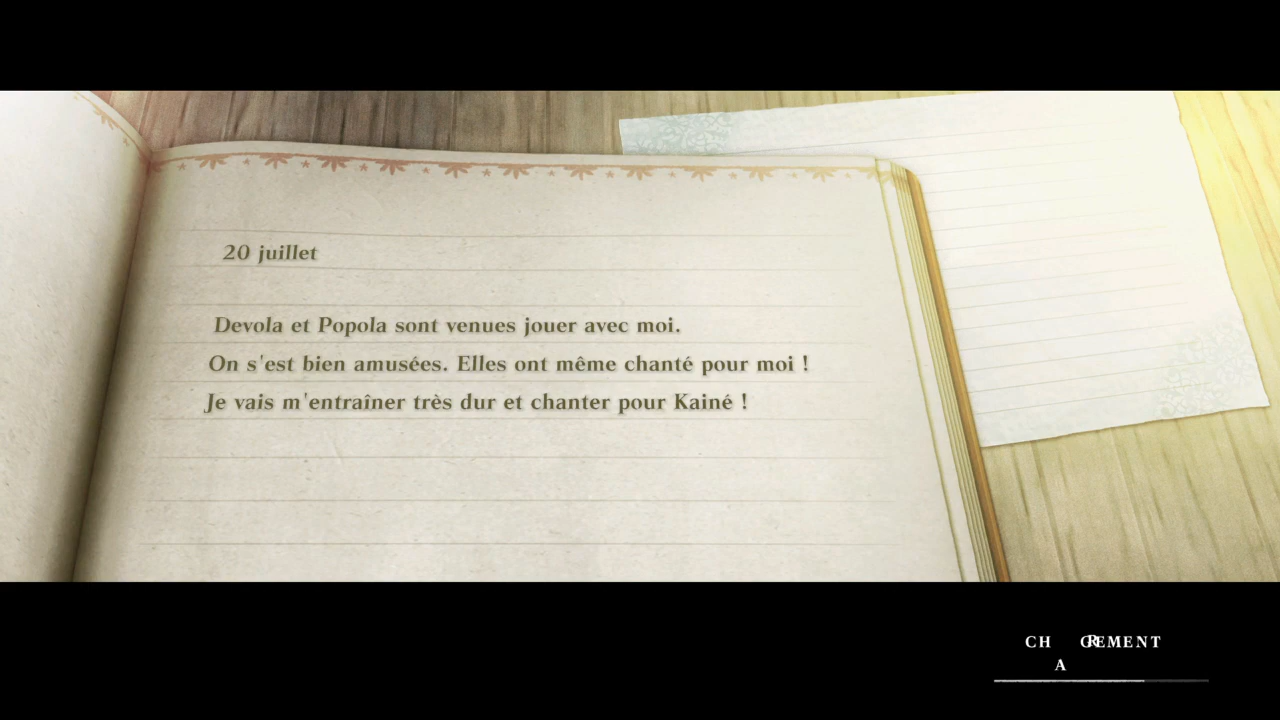 20 juillet
Devola et Popola sont venues jouer avec moi.
On s'est bien amusées. Elles ont même chanté pour moi !
Je vais m'entraîner très dur et chanter pour Kainé !
CHARGEMENT